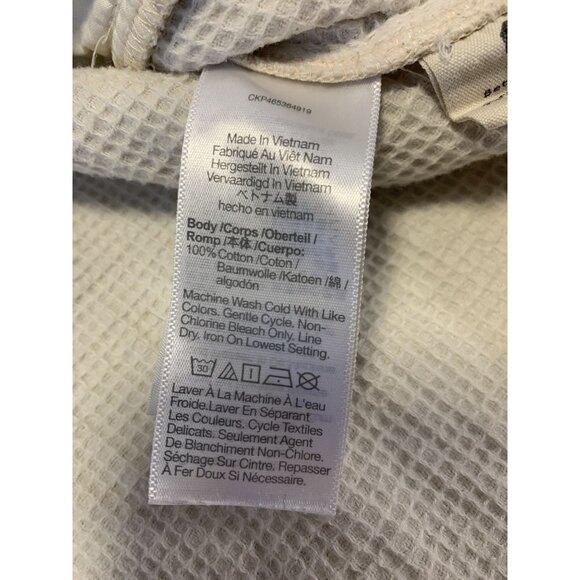 CKP465364919
Made In Vietnam
Fabriqué Au Viêt Nam
Hergestellt In Vietnam
Vervaardigd In Vietnam
ベトナム製
hecho en vietnam
Body /Corps /Oberteil /
Romp /本体 /Cuerpo:
100% Cotton /Coton /
Baumwolle /Katoen /綿 /
algodón
Machine Wash Cold With Like
Colors. Gentle Cycle. Non-
Chlorine Bleach Only. Line
Dry. Iron On Lowest Setting.
30
Laver À La Machine À L'eau
Froide.Laver En Séparant
Les Couleurs. Cycle Textiles
Delicats. Seulement Agent
De Blanchiment Non-Chlore.
Séchage Sur Cintre. Repasser
À Fer Doux Si Nécessaire.
Bet